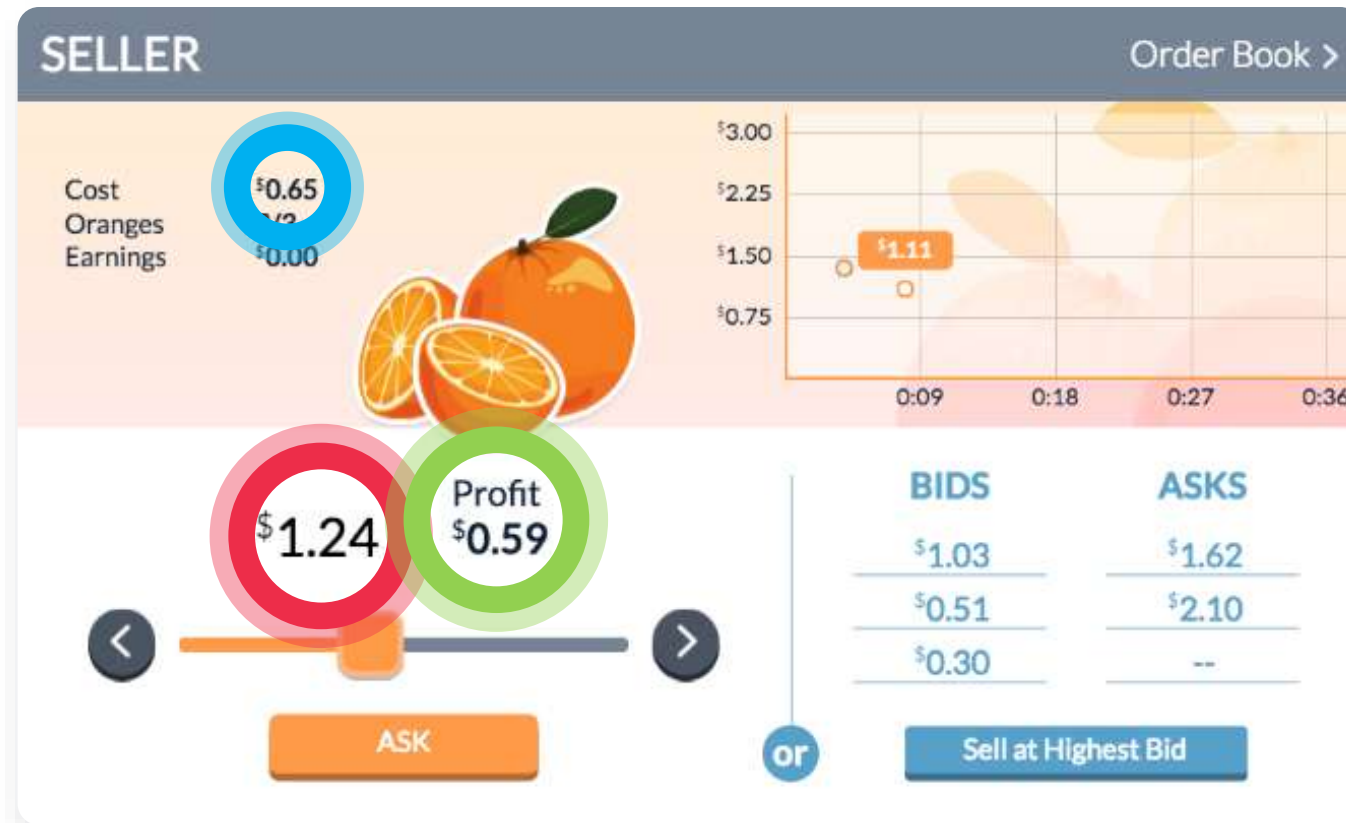 SELLER
Order Book >
Cost $0.65
Oranges
Earnings $0.00
$3.00
$2.25
$1.50
$0.75
$1.11
0:09 0:18 0:27 0:36
$1.24
Profit
$0.59
ASK
or
BIDS ASKS
$1.03 $1.62
$0.51 $2.10
$0.30 --
Sell at Highest Bid